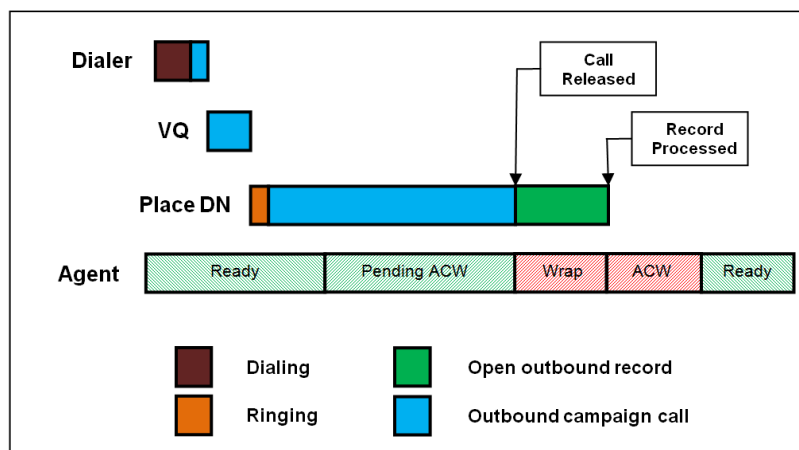 Dialer
Call
Released
VQ
Record
Processed
Place DN
Agent
Ready
Pending ACW
Wrap
ACW
Ready
Dialing
Open outbound record
Ringing
Outbound campaign call